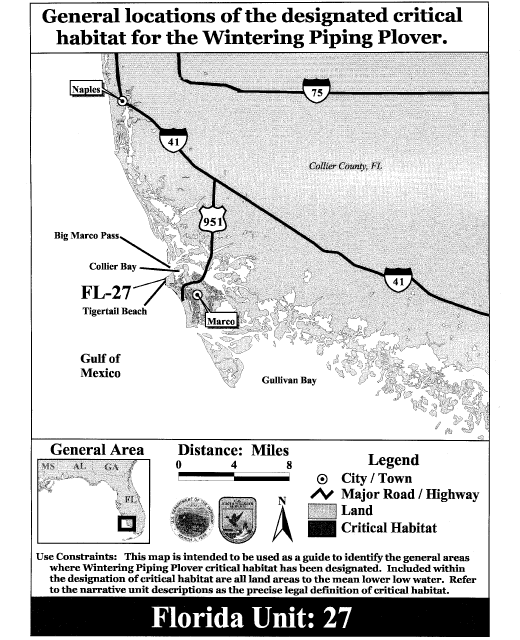 General locations of the designated critical
habitat for the Wintering Piping Plover.
Naples
75
41
Collier County, FL
951
Big Marco Pass
Collier Bay
FL-27
41
Tigertail Beach
Marco
Gulf of
Mexico
Gullivan Bay
General Area
MS AL GA
FL
Distance: Miles
0 4 8
N
Legend
City / Town
Major Road / Highway
Land
Critical Habitat
Use Constraints: This map is intended to be used as a guide to identify the general areas
where Wintering Piping Plover critical habitat has been designated. Included within
the designation of critical habitat are all land areas to the mean lower low water. Refer
to the narrative unit descriptions as the precise legal definition of critical habitat.
Florida Unit: 27